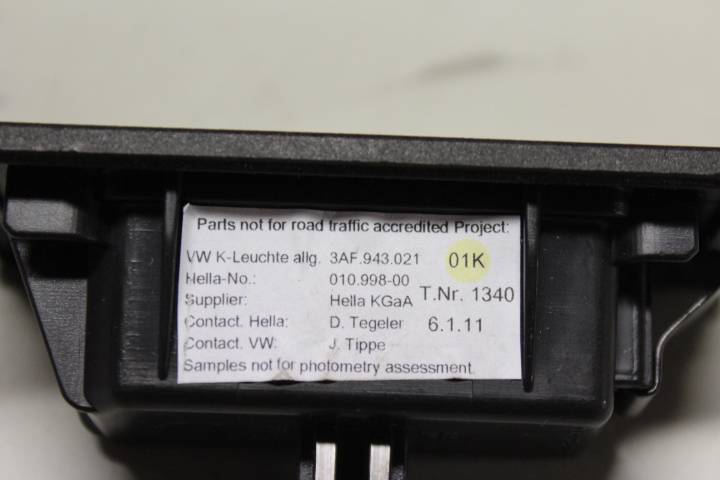 Parts not for road traffic accredited Project:
VW K-Leuchte allg. 3AF.943.021 01K
Hella-No.: 010.998-00
Supplier: Hella KGaA T.Nr. 1340
Contact. Hella: D. Tegeler 6.1.11
Contact. VW: J. Tippe
Samples not for photometry assessment.